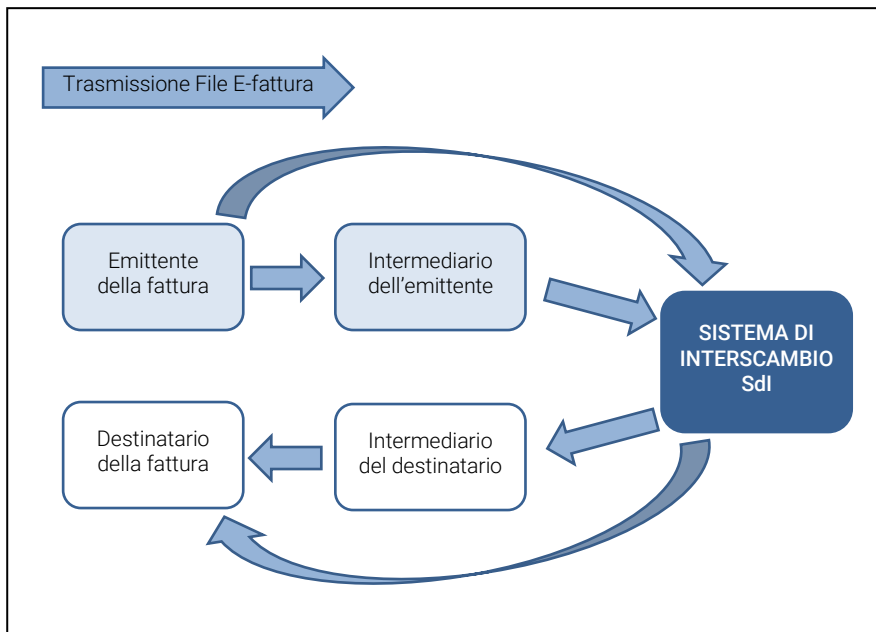 Trasmissione File E-fattura
Emittente
della fattura
Intermediario
dell'emittente
SISTEMA DI
INTERSCAMBIO
SdI
Destinatario
della fattura
Intermediario
del destinatario